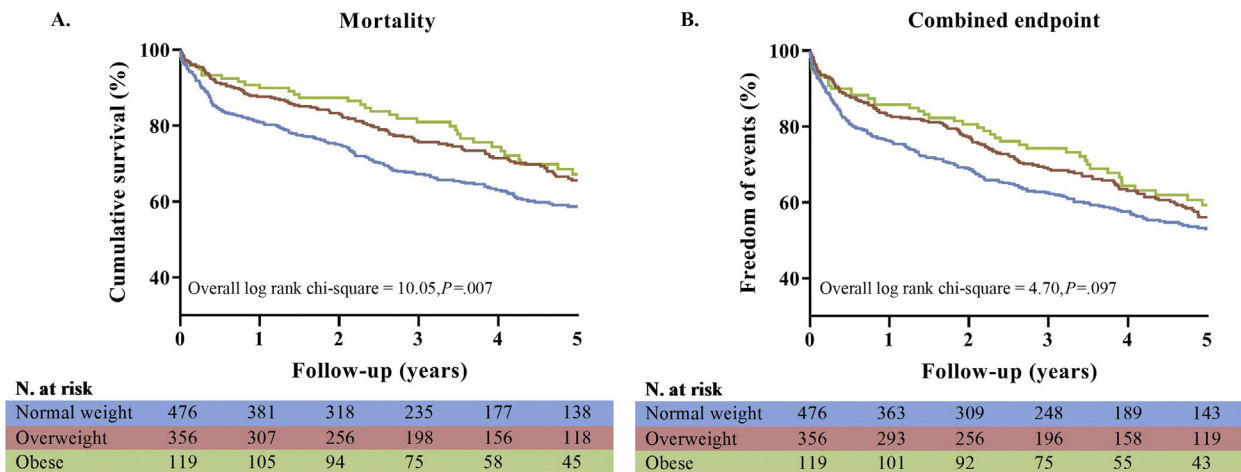 A.
Mortality
Cumulative survival (%)
100
80
60
40
Overall log rank chi-square = 10.05,P=.007
0 1 2 3 4 5
Follow-up (years)
N. at risk
Normal weight 476 381 318 235 177 138
Overweight 356 307 256 198 156 118
Obese 119 105 94 75 58 45
B.
Combined endpoint
Freedom of events (%)
100
80
60
40
Overall log rank chi-square = 4.70,P=.097
0 1 2 3 4 5
Follow-up (years)
N. at risk
Normal weight 476 363 309 248 189 143
Overweight 356 293 256 196 158 119
Obese 119 101 92 75 55 43